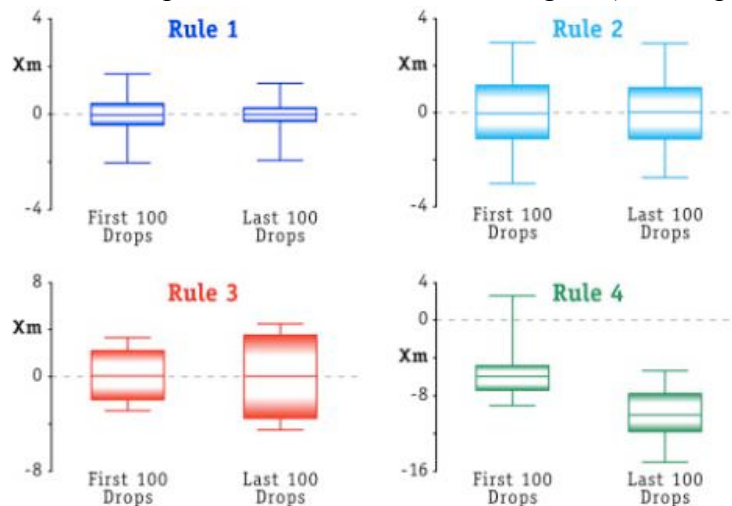 4
Rule 1
Xm
0
-4
First 100
Drops
Last 100
Drops
4
Rule 2
Xm
0
-4
First 100
Drops
Last 100
Drops
8
Rule 3
Xm
0
-8
First 100
Drops
Last 100
Drops
4
Rule 4
0
Xm
-8
-16
First 100
Drops
Last 100
Drops